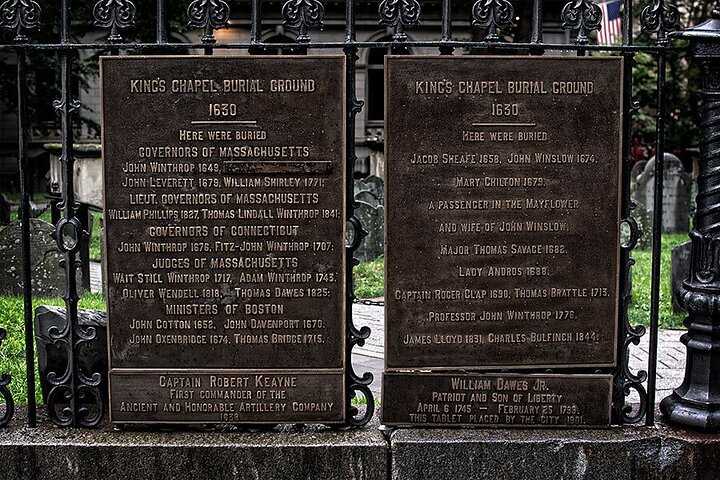 KING'S CHAPEL BURIAL GROUND
1630
HERE WERE BURIED
GOVERNORS OF MASSACHUSETTS
JOHN WINTHROP 1649,
JOHN LEVERETT 1679, WILLIAM SHIRLEY 1771.
LIEUT. GOVERNORS OF MASSACHUSETTS
WILLIAM PHILLIPS 1827, THOMAS LINDALL WINTHROP 1841.
GOVERNORS OF CONNECTICUT
JOHN WINTHROP 1676, FITZ-JOHN WINTHROP 1707.
JUDGES OF MASSACHUSETTS
WAIT STILL WINTHROP 1717, ADAM WINTHROP 1743.
OLIVER WENDELL 1818, THOMAS DAWES 1825.
MINISTERS OF BOSTON
JOHN COTTON 1652, JOHN DAVENPORT 1670.
JOHN OXENBRIDGE 1674, THOMAS BRIDGE 1715.
CAPTAIN ROBERT KEAYNE
FIRST COMMANDER OF THE
ANCIENT AND HONORABLE ARTILLERY COMPANY
1638
KING'S CHAPEL BURIAL GROUND
1630
HERE WERE BURIED
JACOB SHEAFE 1658, JOHN WINSLOW 1674.
MARY CHILTON 1679.
A PASSENGER IN THE MAYFLOWER
AND WIFE OF JOHN WINSLOW.
MAJOR THOMAS SAVAGE 1682.
LADY ANDROS 1688.
CAPTAIN ROGER CLAP 1690, THOMAS BRATTLE 1713.
PROFESSOR JOHN WINTHROP 1779.
JAMES LLOYD 1831, CHARLES BULFINCH 1844.
WILLIAM DAWES JR.
PATRIOT AND SON OF LIBERTY
APRIL 6 1745 — FEBRUARY 25 1799.
THIS TABLET PLACED BY THE CITY 1901.